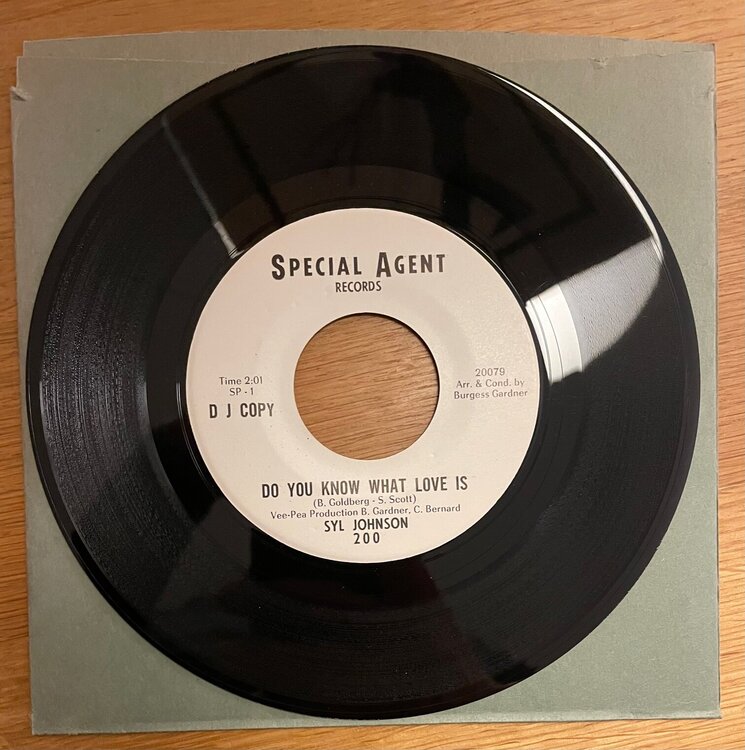 SPECIAL AGENT
RECORDS
Time 2:01
SP - 1
D J COPY
20079
Arr. & Cond. by
Burgess Gardner
DO YOU KNOW WHAT LOVE IS
(B. Goldberg - S. Scott)
Vee-Pea Production B. Gardner, C. Bernard
SYL JOHNSON
200